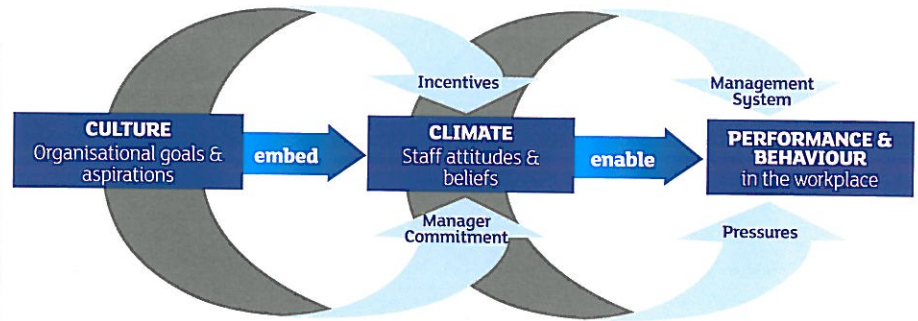 Incentives
Management
System
CULTURE
Organisational goals &
aspirations
embed
CLIMATE
Staff attitudes &
beliefs
enable
PERFORMANCE &
BEHAVIOUR
in the workplace
Manager
Commitment
Pressures